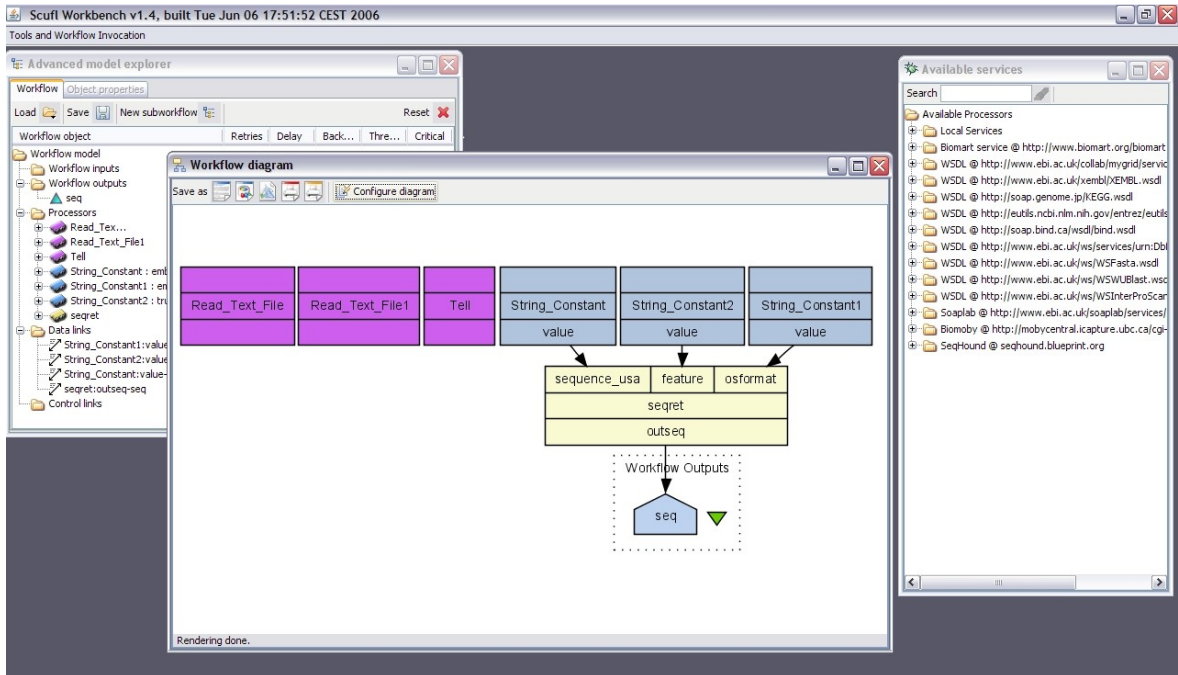 Scufl Workbench v1.4, built Tue Jun 06 17:51:52 CEST 2006
Tools and Workflow Invocation
Advanced model explorer
Workflow Object properties
Load Save New subworkflow Reset
Workflow object Retries Delay Back... Thre... Critical
Workflow model
Workflow inputs
Workflow outputs
seq
Processors
Read_Tex...
Read_Text_File1
Tell
String_Constant : emb
String_Constant1 : em
String_Constant2 : tru
seqret
Data links
String_Constant1:value
String_Constant2:value
String_Constant:value-
seqret:outseq-seq
Control links
Workflow diagram
Save as Configure diagram
Read_Text_File Read_Text_File1 Tell String_Constant String_Constant2 String_Constant1
value value value
sequence_usa feature osformat
seqret
outseq
Workflow Outputs
seq
Rendering done.
Available services
Search
Available Processors
Local Services
Biomart service @ http://www.biomart.org/biomart
WSDL @ http://www.ebi.ac.uk/collab/mygrid/servic
WSDL @ http://www.ebi.ac.uk/xembl/XEMBL.wsdl
WSDL @ http://soap.genome.jp/KEGG.wsdl
WSDL @ http://eutils.ncbi.nlm.nih.gov/entrez/eutils
WSDL @ http://soap.bind.ca/wsdl/bind.wsdl
WSDL @ http://www.ebi.ac.uk/ws/services/urn:Dbf
WSDL @ http://www.ebi.ac.uk/ws/WSFasta.wsdl
WSDL @ http://www.ebi.ac.uk/ws/WSWUBlast.wsd
WSDL @ http://www.ebi.ac.uk/ws/WSInterProScan
Soaplab @ http://www.ebi.ac.uk/soaplab/services/
Biomoby @ http://mobycentral.icapture.ubc.ca/cgi-
SeqHound @ seqhound.blueprint.org